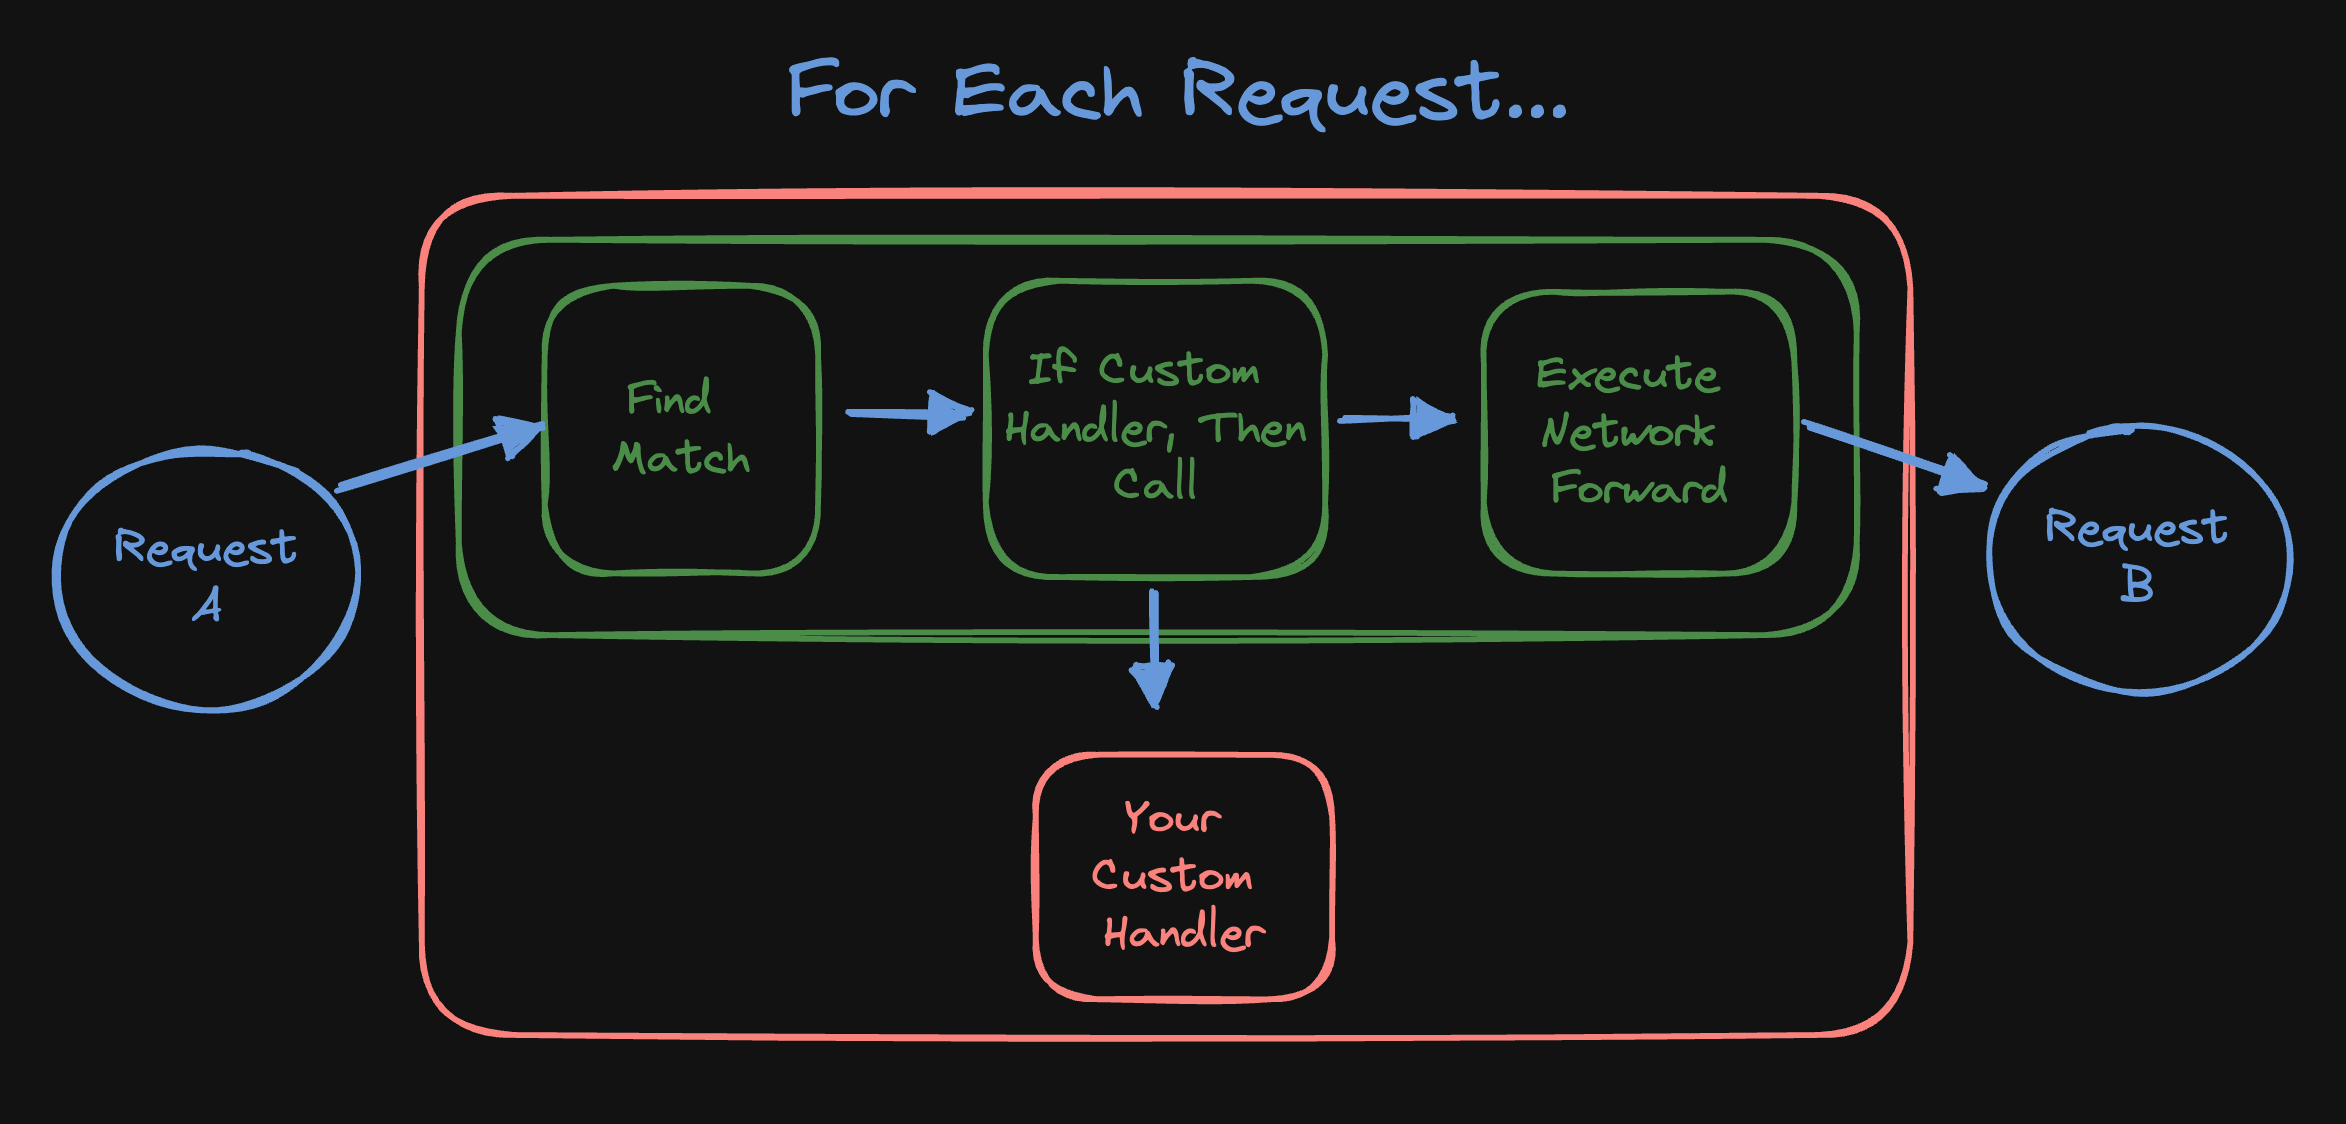 For Each Request...
Request
A
Find
Match
If Custom
Handler, Then
Call
Execute
Network
Forward
Request
B
Your
Custom
Handler